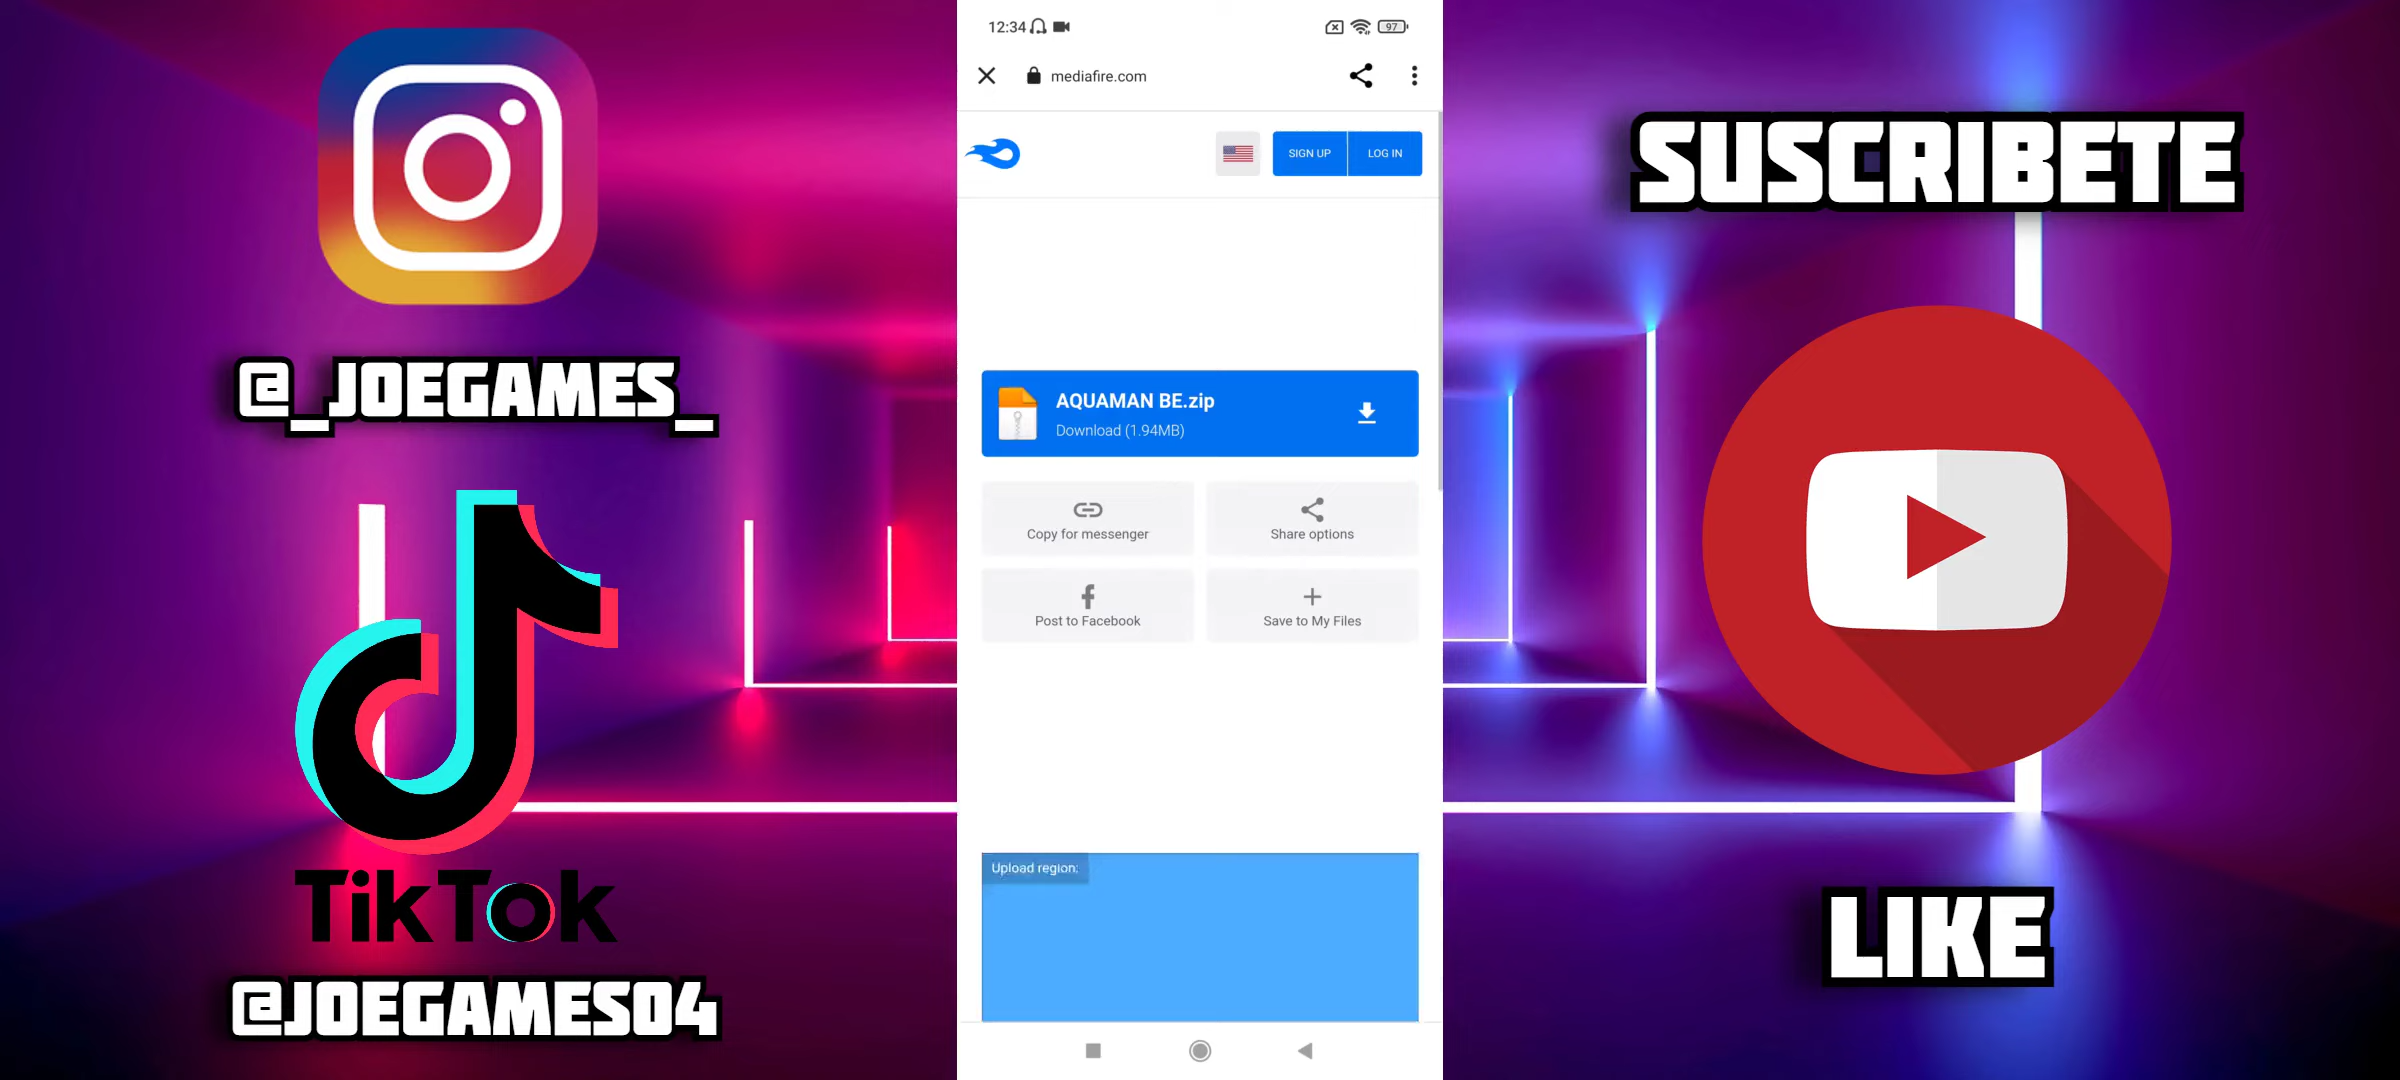 @_JOEGAMES_
TikTok
@JOEGAMES04
12:34
97
mediafire.com
SIGN UP
LOG IN
AQUAMAN BE.zip
Download (1.94MB)
Copy for messenger
Share options
Post to Facebook
Save to My Files
Upload region:
SUSCRIBETE
LIKE